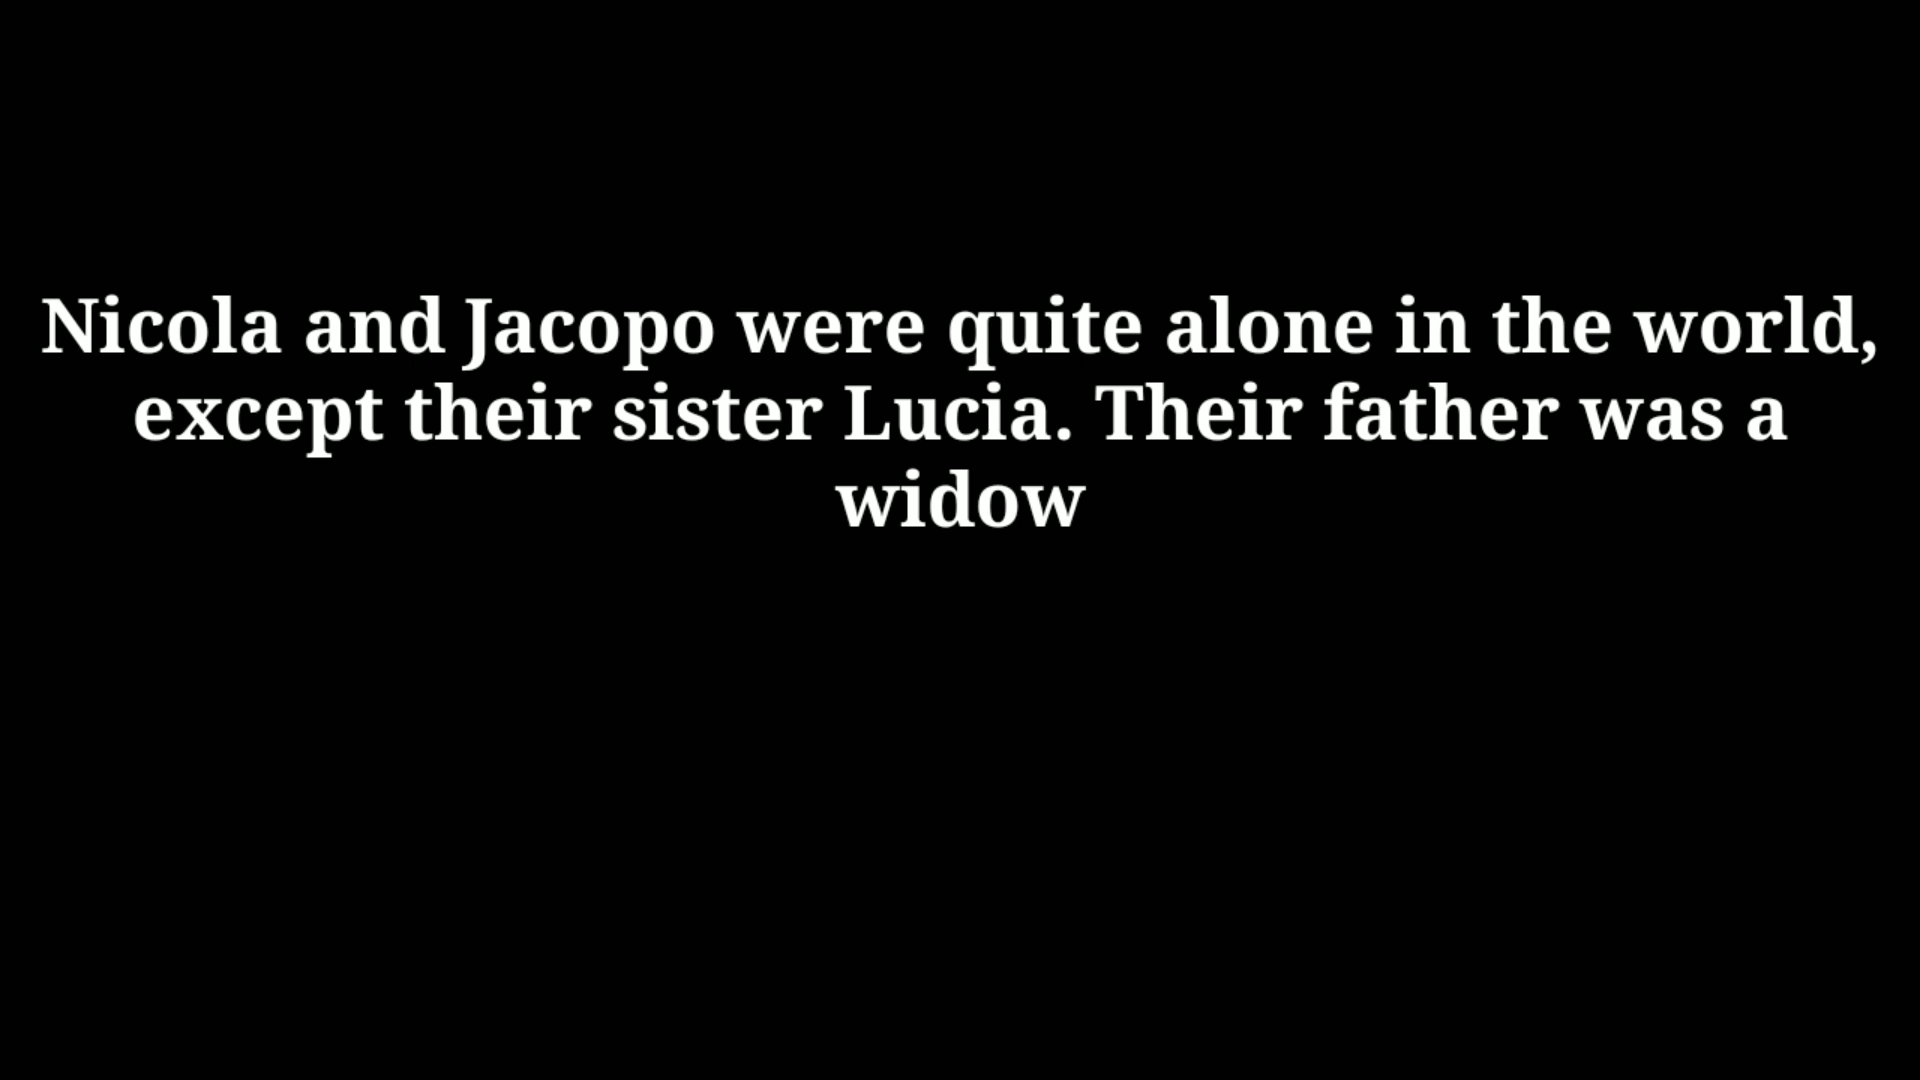 Nicola and Jacopo were quite alone in the world,
except their sister Lucia. Their father was a
widow